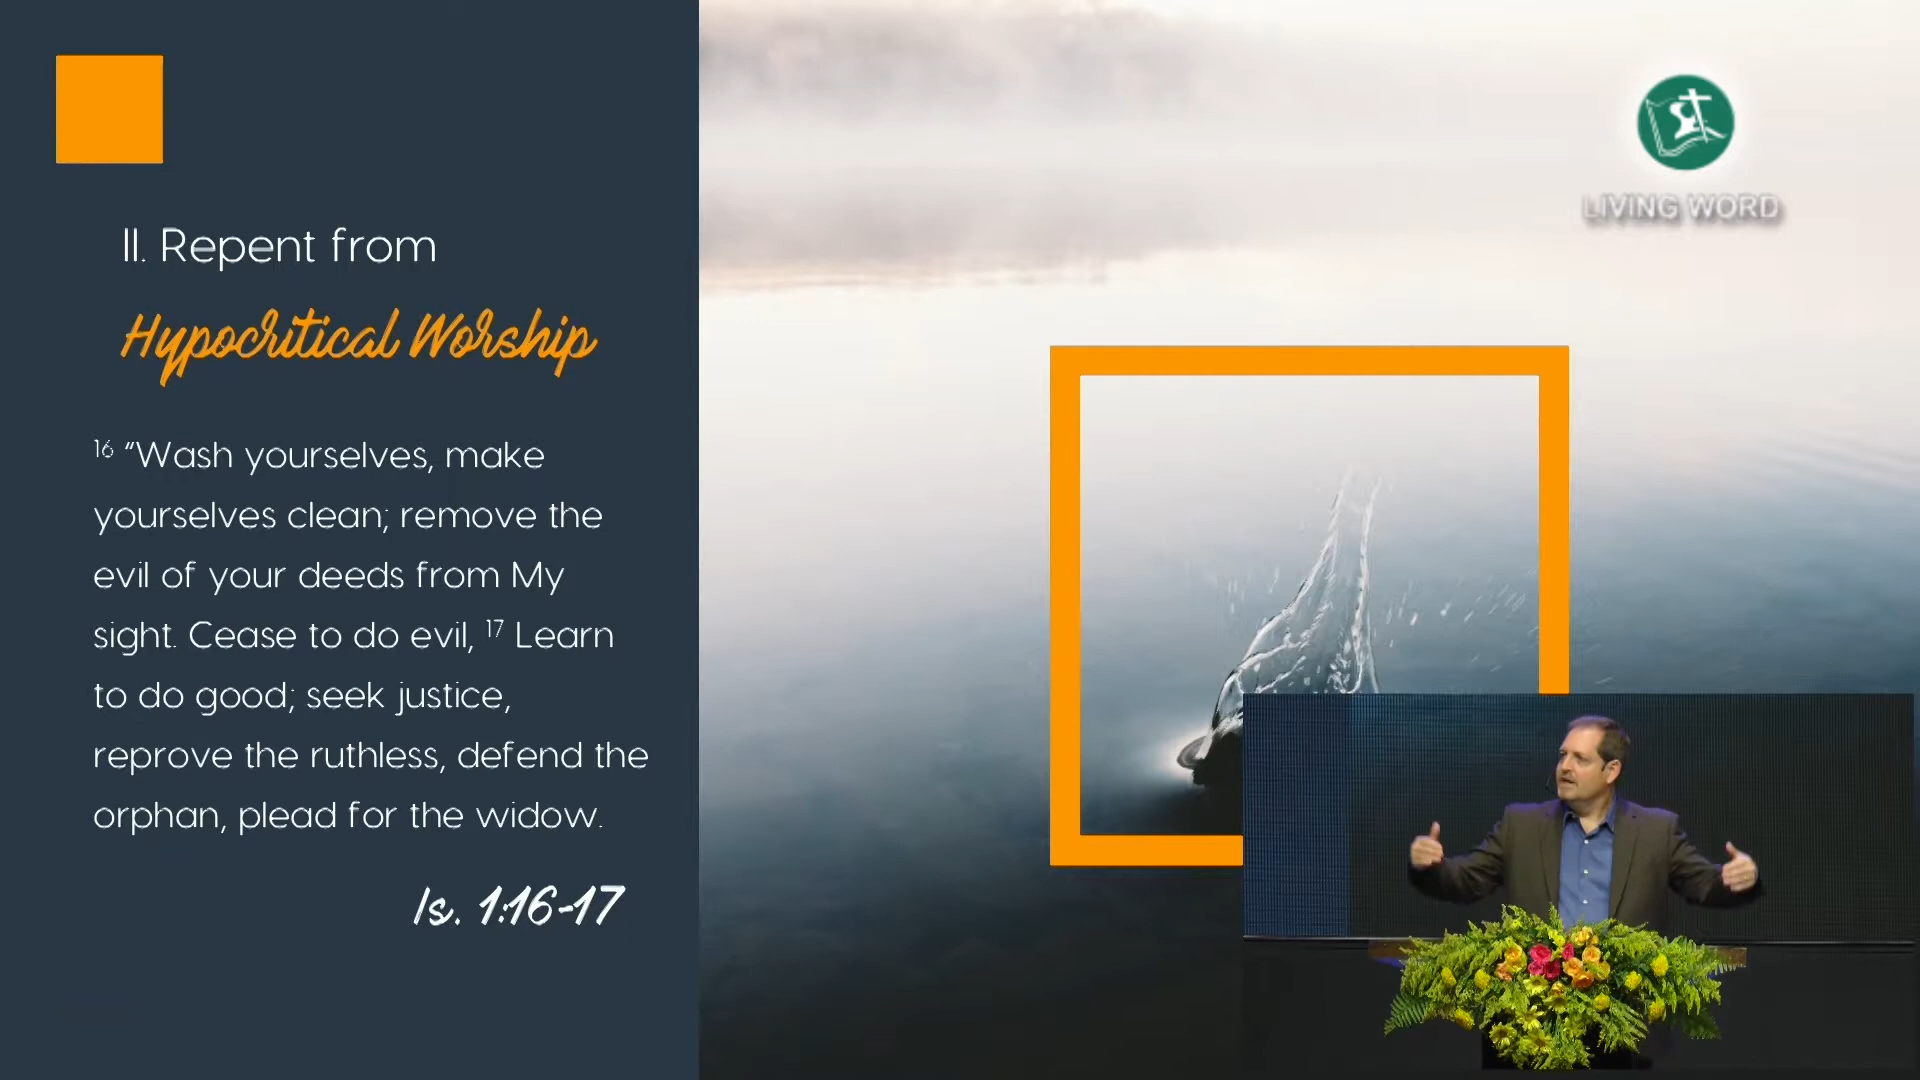 II. Repent from
Hypocritical Worship
16 “Wash yourselves, make
yourselves clean; remove the
evil of your deeds from My
sight. Cease to do evil, 17 Learn
to do good; seek justice,
reprove the ruthless, defend the
orphan, plead for the widow.
Is. 1:16-17
LIVING WORD